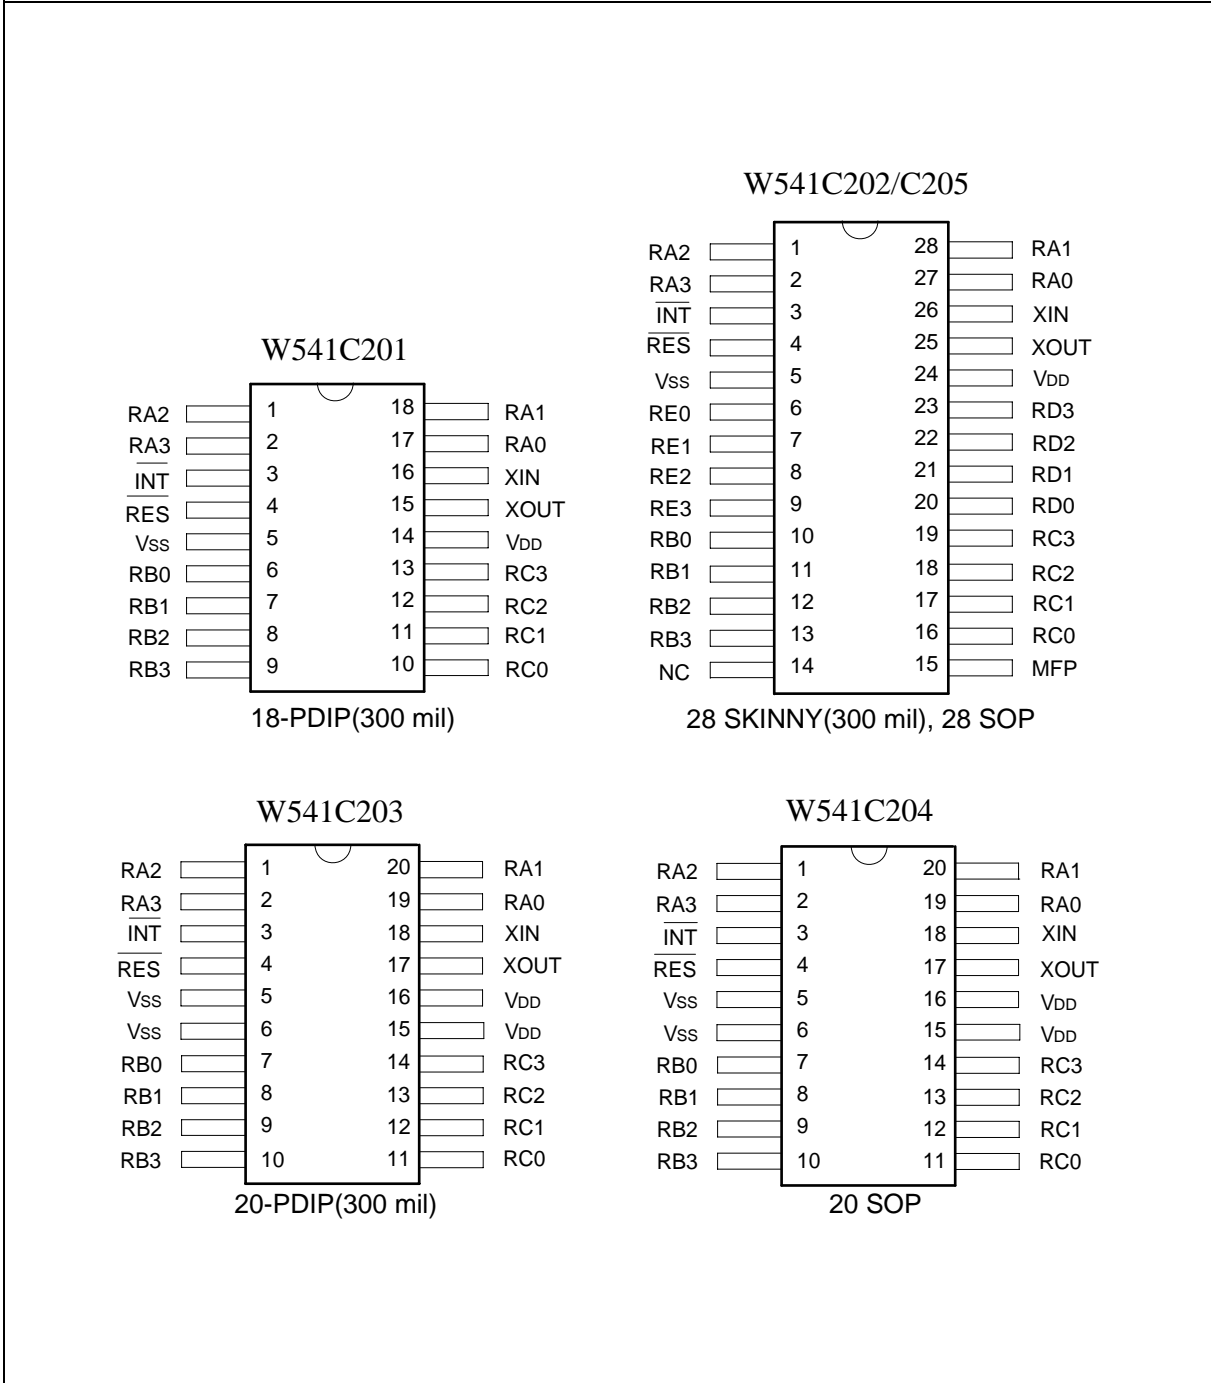 W541C202/C205
RA2 1 28 RA1
RA3 2 27 RA0
INT 3 26 XIN
RES 4 25 XOUT
VSS 5 24 VDD
RE0 6 23 RD3
RE1 7 22 RD2
RE2 8 21 RD1
RE3 9 20 RD0
RB0 10 19 RC3
RB1 11 18 RC2
RB2 12 17 RC1
RB3 13 16 RC0
NC 14 15 MFP
28 SKINNY(300 mil), 28 SOP
W541C201
RA2 1 18 RA1
RA3 2 17 RA0
INT 3 16 XIN
RES 4 15 XOUT
VSS 5 14 VDD
RB0 6 13 RC3
RB1 7 12 RC2
RB2 8 11 RC1
RB3 9 10 RC0
18-PDIP(300 mil)
W541C203
RA2 1 20 RA1
RA3 2 19 RA0
INT 3 18 XIN
RES 4 17 XOUT
VSS 5 16 VDD
VSS 6 15 VDD
RB0 7 14 RC3
RB1 8 13 RC2
RB2 9 12 RC1
RB3 10 11 RC0
20-PDIP(300 mil)
W541C204
RA2 1 20 RA1
RA3 2 19 RA0
INT 3 18 XIN
RES 4 17 XOUT
VSS 5 16 VDD
VSS 6 15 VDD
RB0 7 14 RC3
RB1 8 13 RC2
RB2 9 12 RC1
RB3 10 11 RC0
20 SOP